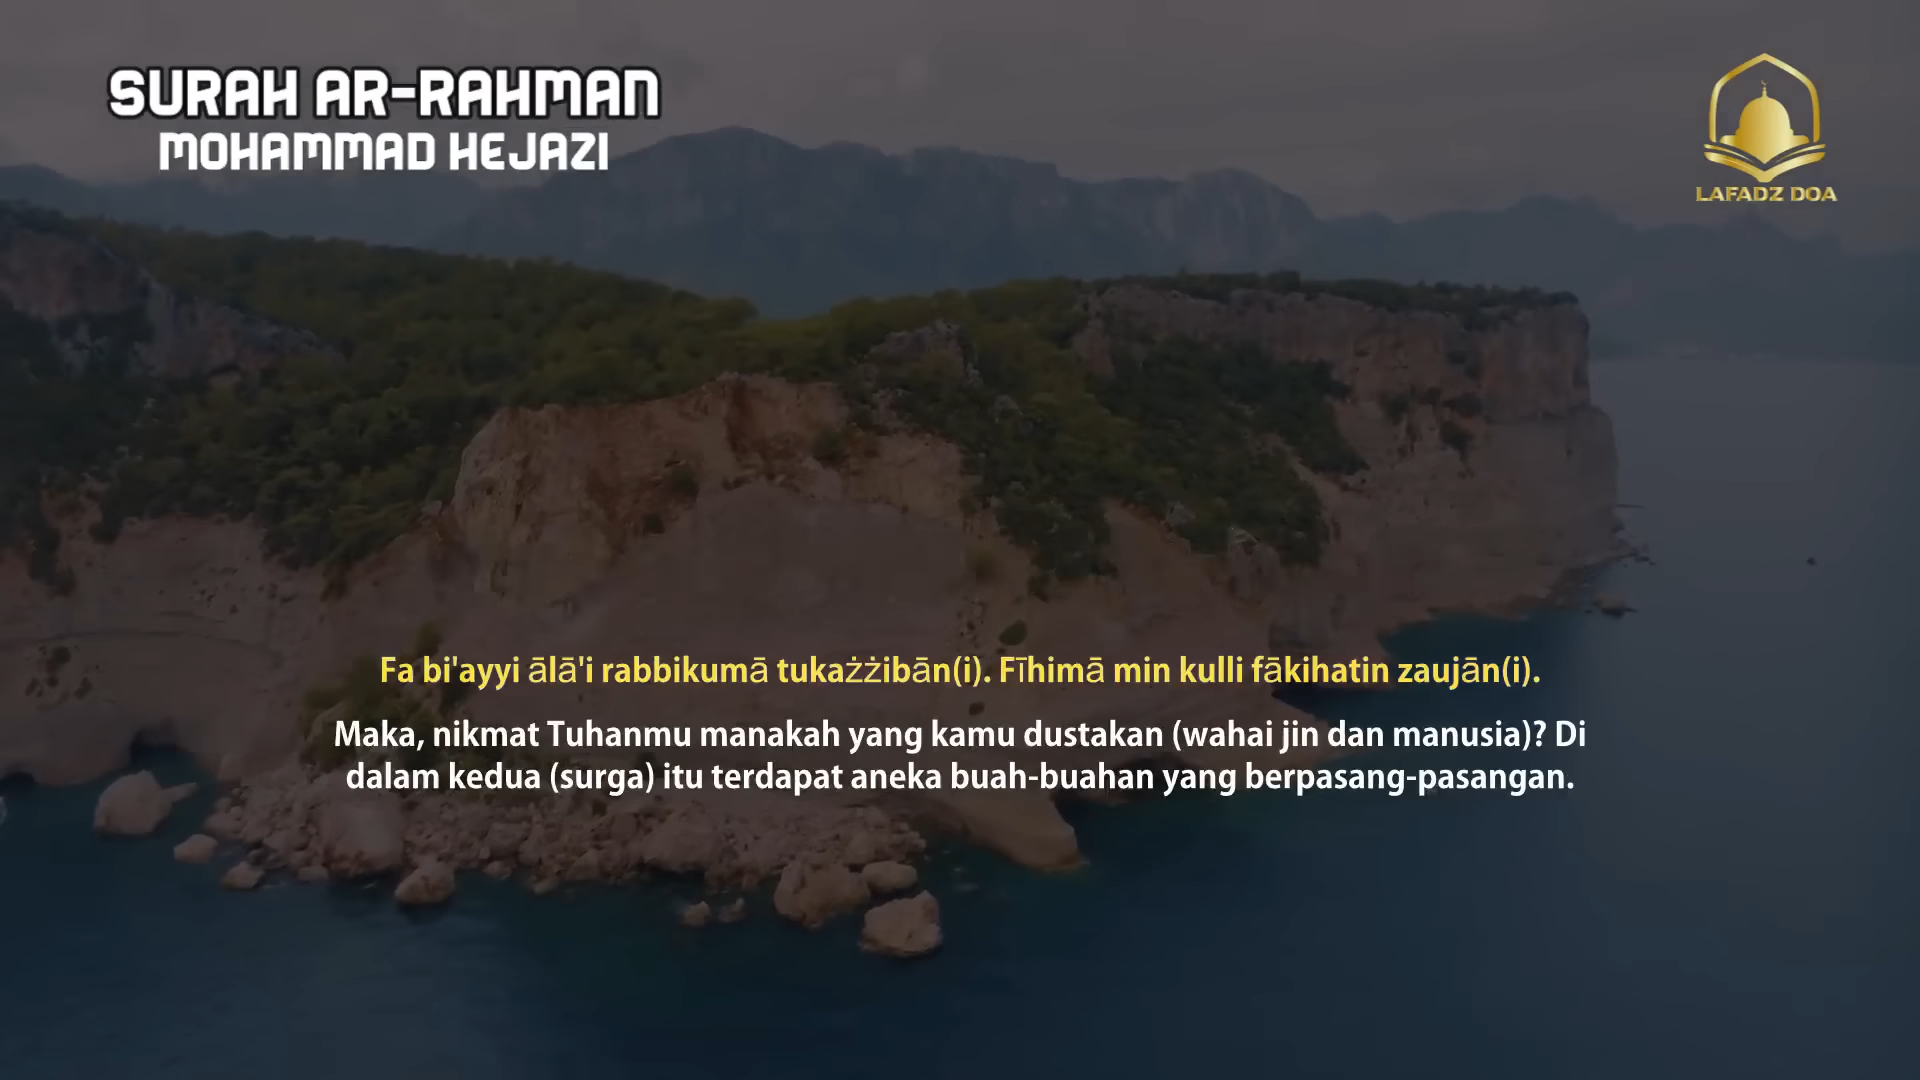 SURAH AR-RAHMAN
MOHAMMAD HEJAZI
LAFADZ DOA
Fa bi'ayyi ālā'i rabbikumā tukażżibān(i). Fīhimā min kulli fākihatin zaujān(i).
Maka, nikmat Tuhanmu manakah yang kamu dustakan (wahai jin dan manusia)? Di
dalam kedua (surga) itu terdapat aneka buah-buahan yang berpasang-pasangan.